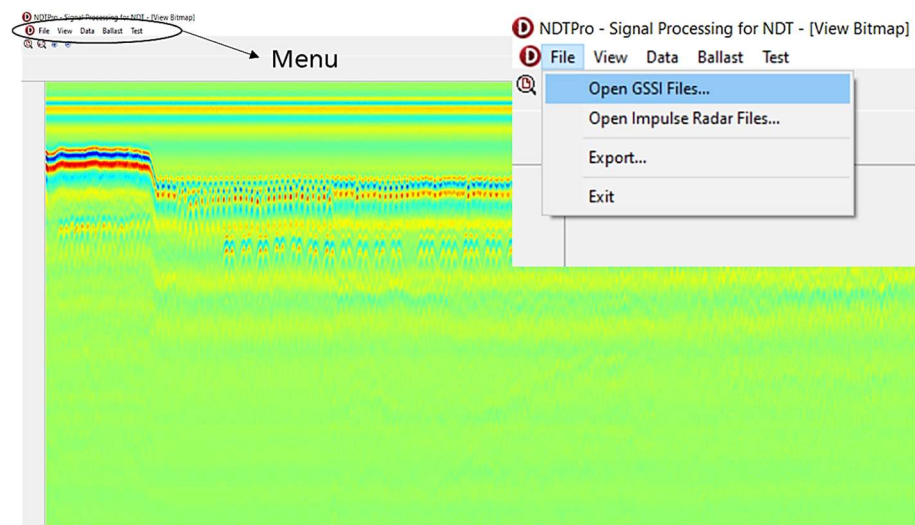 NDTPro - Signal Processing for NDT - [View Bitmap]
File View Data Ballast Test
Menu
NDTPro - Signal Processing for NDT - [View Bitmap]
File View Data Ballast Test
Open GSSI Files...
Open Impulse Radar Files...
Export...
Exit